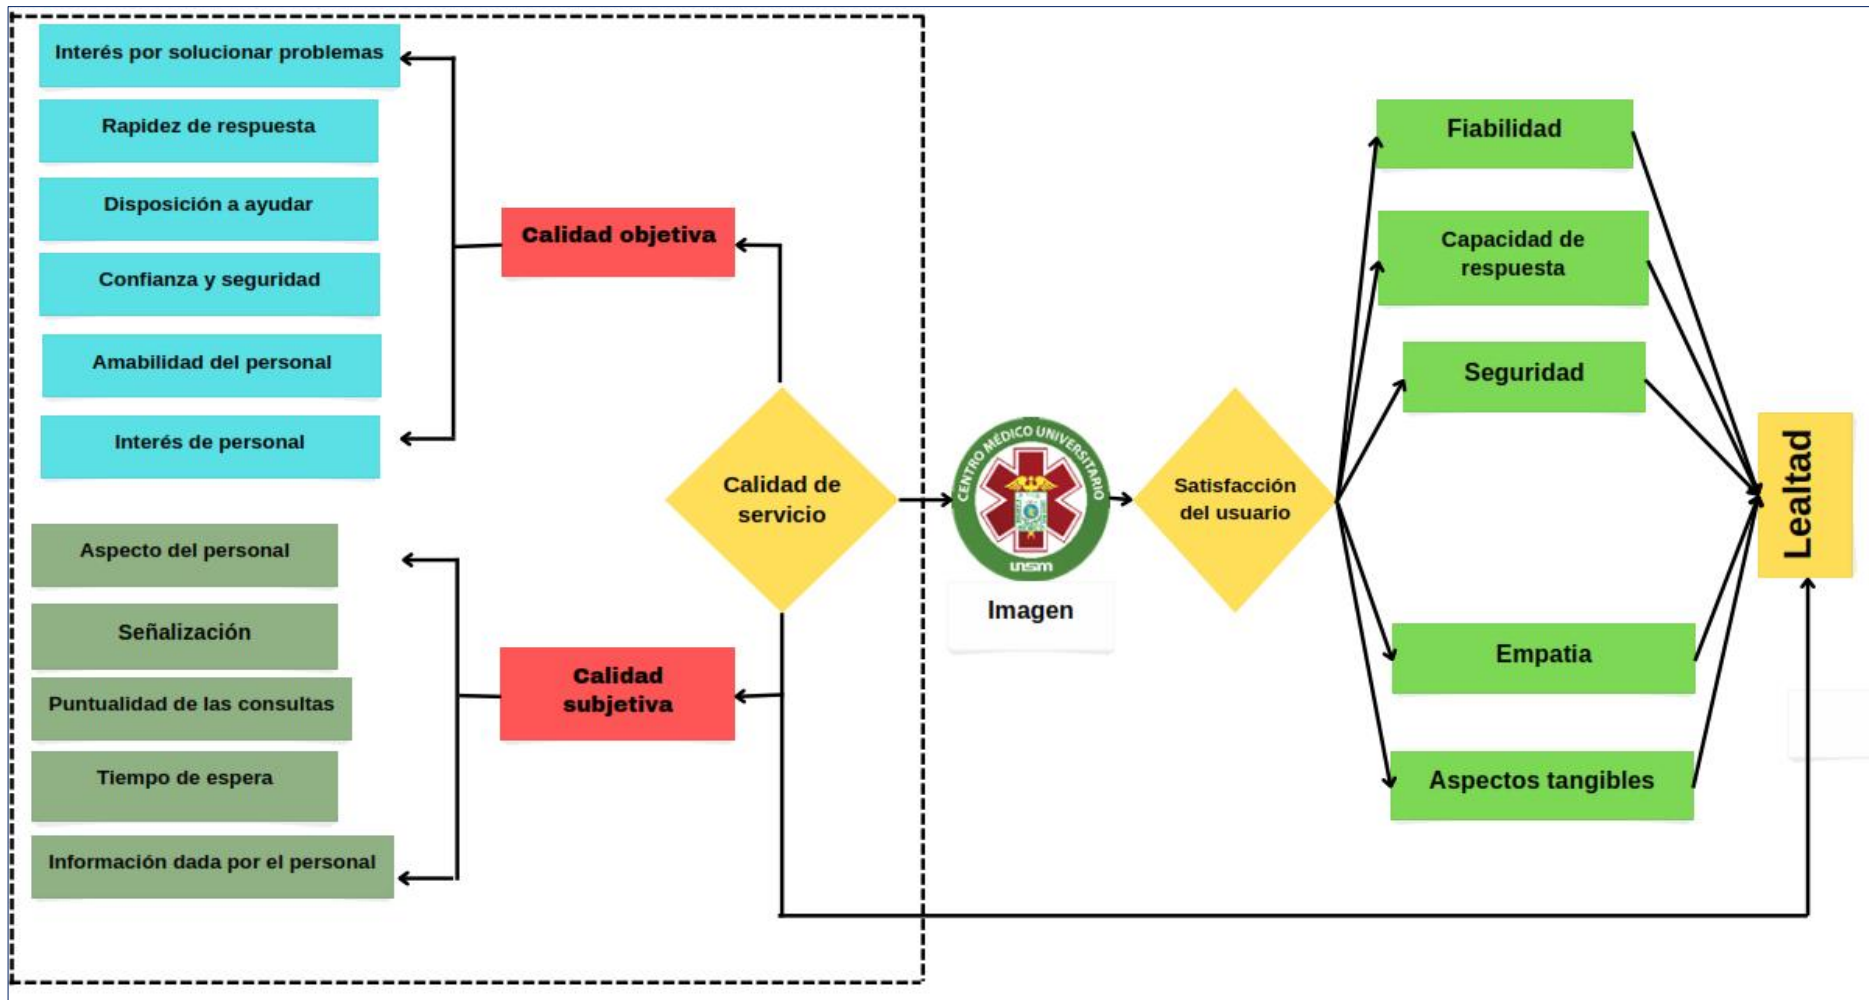 Interés por solucionar problemas
Rapidez de respuesta
Disposición a ayudar
Confianza y seguridad
Amabilidad del personal
Interés de personal
Aspecto del personal
Señalización
Puntualidad de las consultas
Tiempo de espera
Información dada por el personal
Calidad objetiva
Calidad
subjetiva
Calidad de
servicio
CENTRO MÉDICO UNIVERSITARIO
unsm
Imagen
Satisfacción
del usuario
Fiabilidad
Capacidad de
respuesta
Seguridad
Empatia
Aspectos tangibles
Lealtad